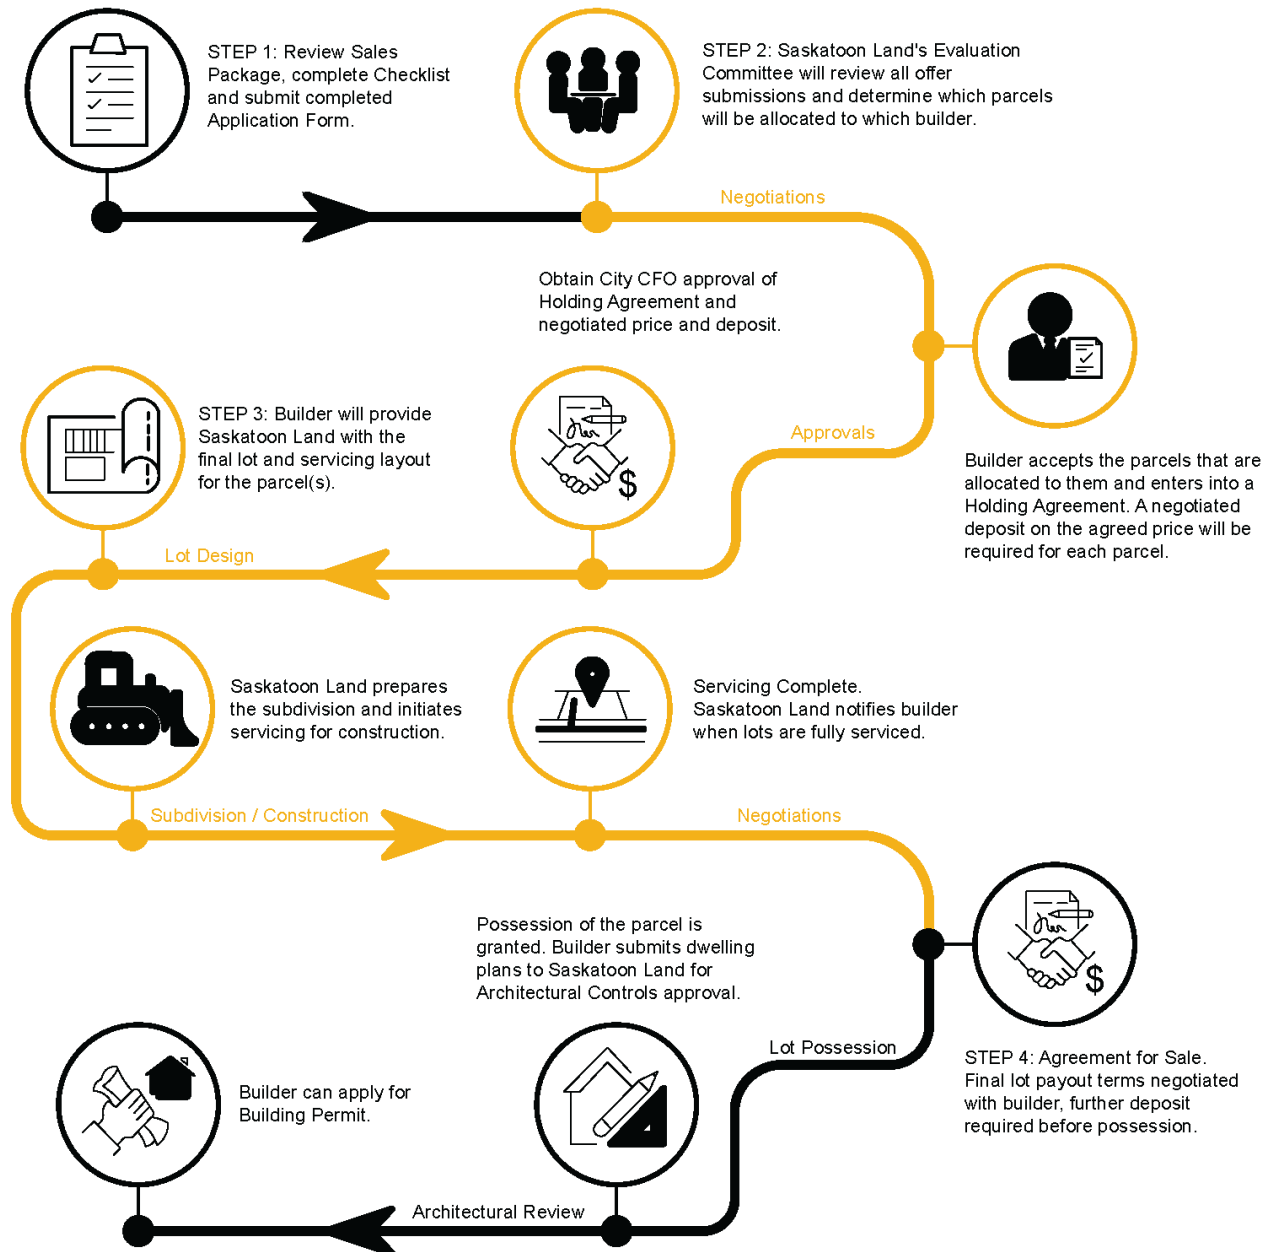 STEP 1: Review Sales
Package, complete Checklist
and submit completed
Application Form.
STEP 2: Saskatoon Land's Evaluation
Committee will review all offer
submissions and determine which parcels
will be allocated to which builder.
Negotiations
Builder accepts the parcels that are
allocated to them and enters into a
Holding Agreement. A negotiated
deposit on the agreed price will be
required for each parcel.
Approvals
Obtain City CFO approval of
Holding Agreement and
negotiated price and deposit.
$
STEP 3: Builder will provide
Saskatoon Land with the
final lot and servicing layout
for the parcel(s).
Lot Design
Saskatoon Land prepares
the subdivision and initiates
servicing for construction.
Subdivision / Construction
Servicing Complete.
Saskatoon Land notifies builder
when lots are fully serviced.
Negotiations
$
STEP 4: Agreement for Sale.
Final lot payout terms negotiated
with builder, further deposit
required before possession.
Lot Possession
Possession of the parcel is
granted. Builder submits dwelling
plans to Saskatoon Land for
Architectural Controls approval.
Architectural Review
Builder can apply for
Building Permit.